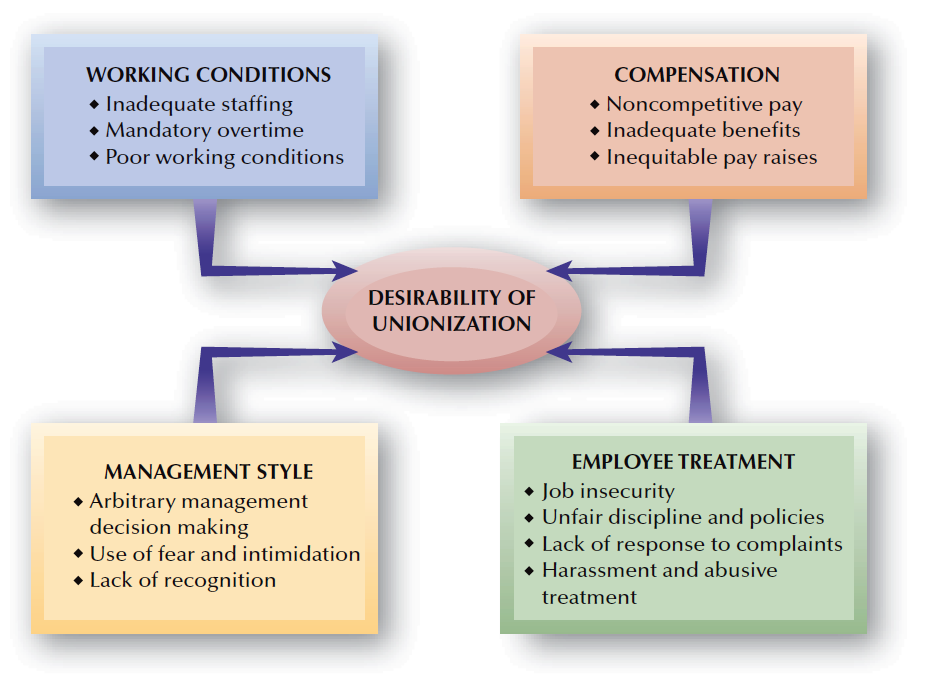 WORKING CONDITIONS
◆ Inadequate staffing
◆ Mandatory overtime
◆ Poor working conditions
COMPENSATION
◆ Noncompetitive pay
◆ Inadequate benefits
◆ Inequitable pay raises
DESIRABILITY OF
UNIONIZATION
MANAGEMENT STYLE
◆ Arbitrary management
decision making
◆ Use of fear and intimidation
◆ Lack of recognition
EMPLOYEE TREATMENT
◆ Job insecurity
◆ Unfair discipline and policies
◆ Lack of response to complaints
◆ Harassment and abusive
treatment